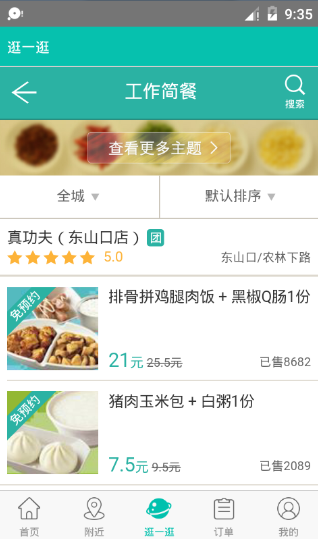 9:35
逛一逛
工作简餐
搜索
查看更多主题
全城
默认排序
真功夫（东山口店）团
5.0
东山口/农林下路
免预约
排骨拼鸡腿肉饭 + 黑椒Q肠1份
21元 25.5元
已售8682
免预约
猪肉玉米包 + 白粥1份
7.5元 9.5元
已售2089
首页 附近 逛一逛 订单 我的